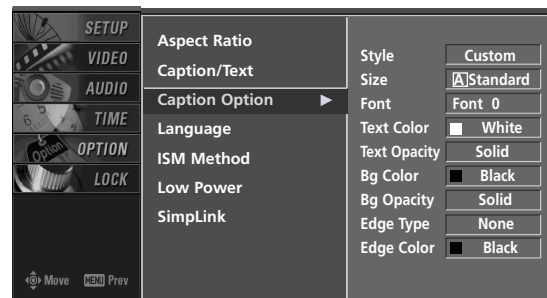 SETUP
VIDEO
AUDIO
TIME
OPTION
LOCK
Move MENU Prev
Aspect Ratio
Caption/Text
Caption Option
Language
ISM Method
Low Power
SimpLink
Style Custom
Size A Standard
Font Font 0
Text Color White
Text Opacity Solid
Bg Color Black
Bg Opacity Solid
Edge Type None
Edge Color Black